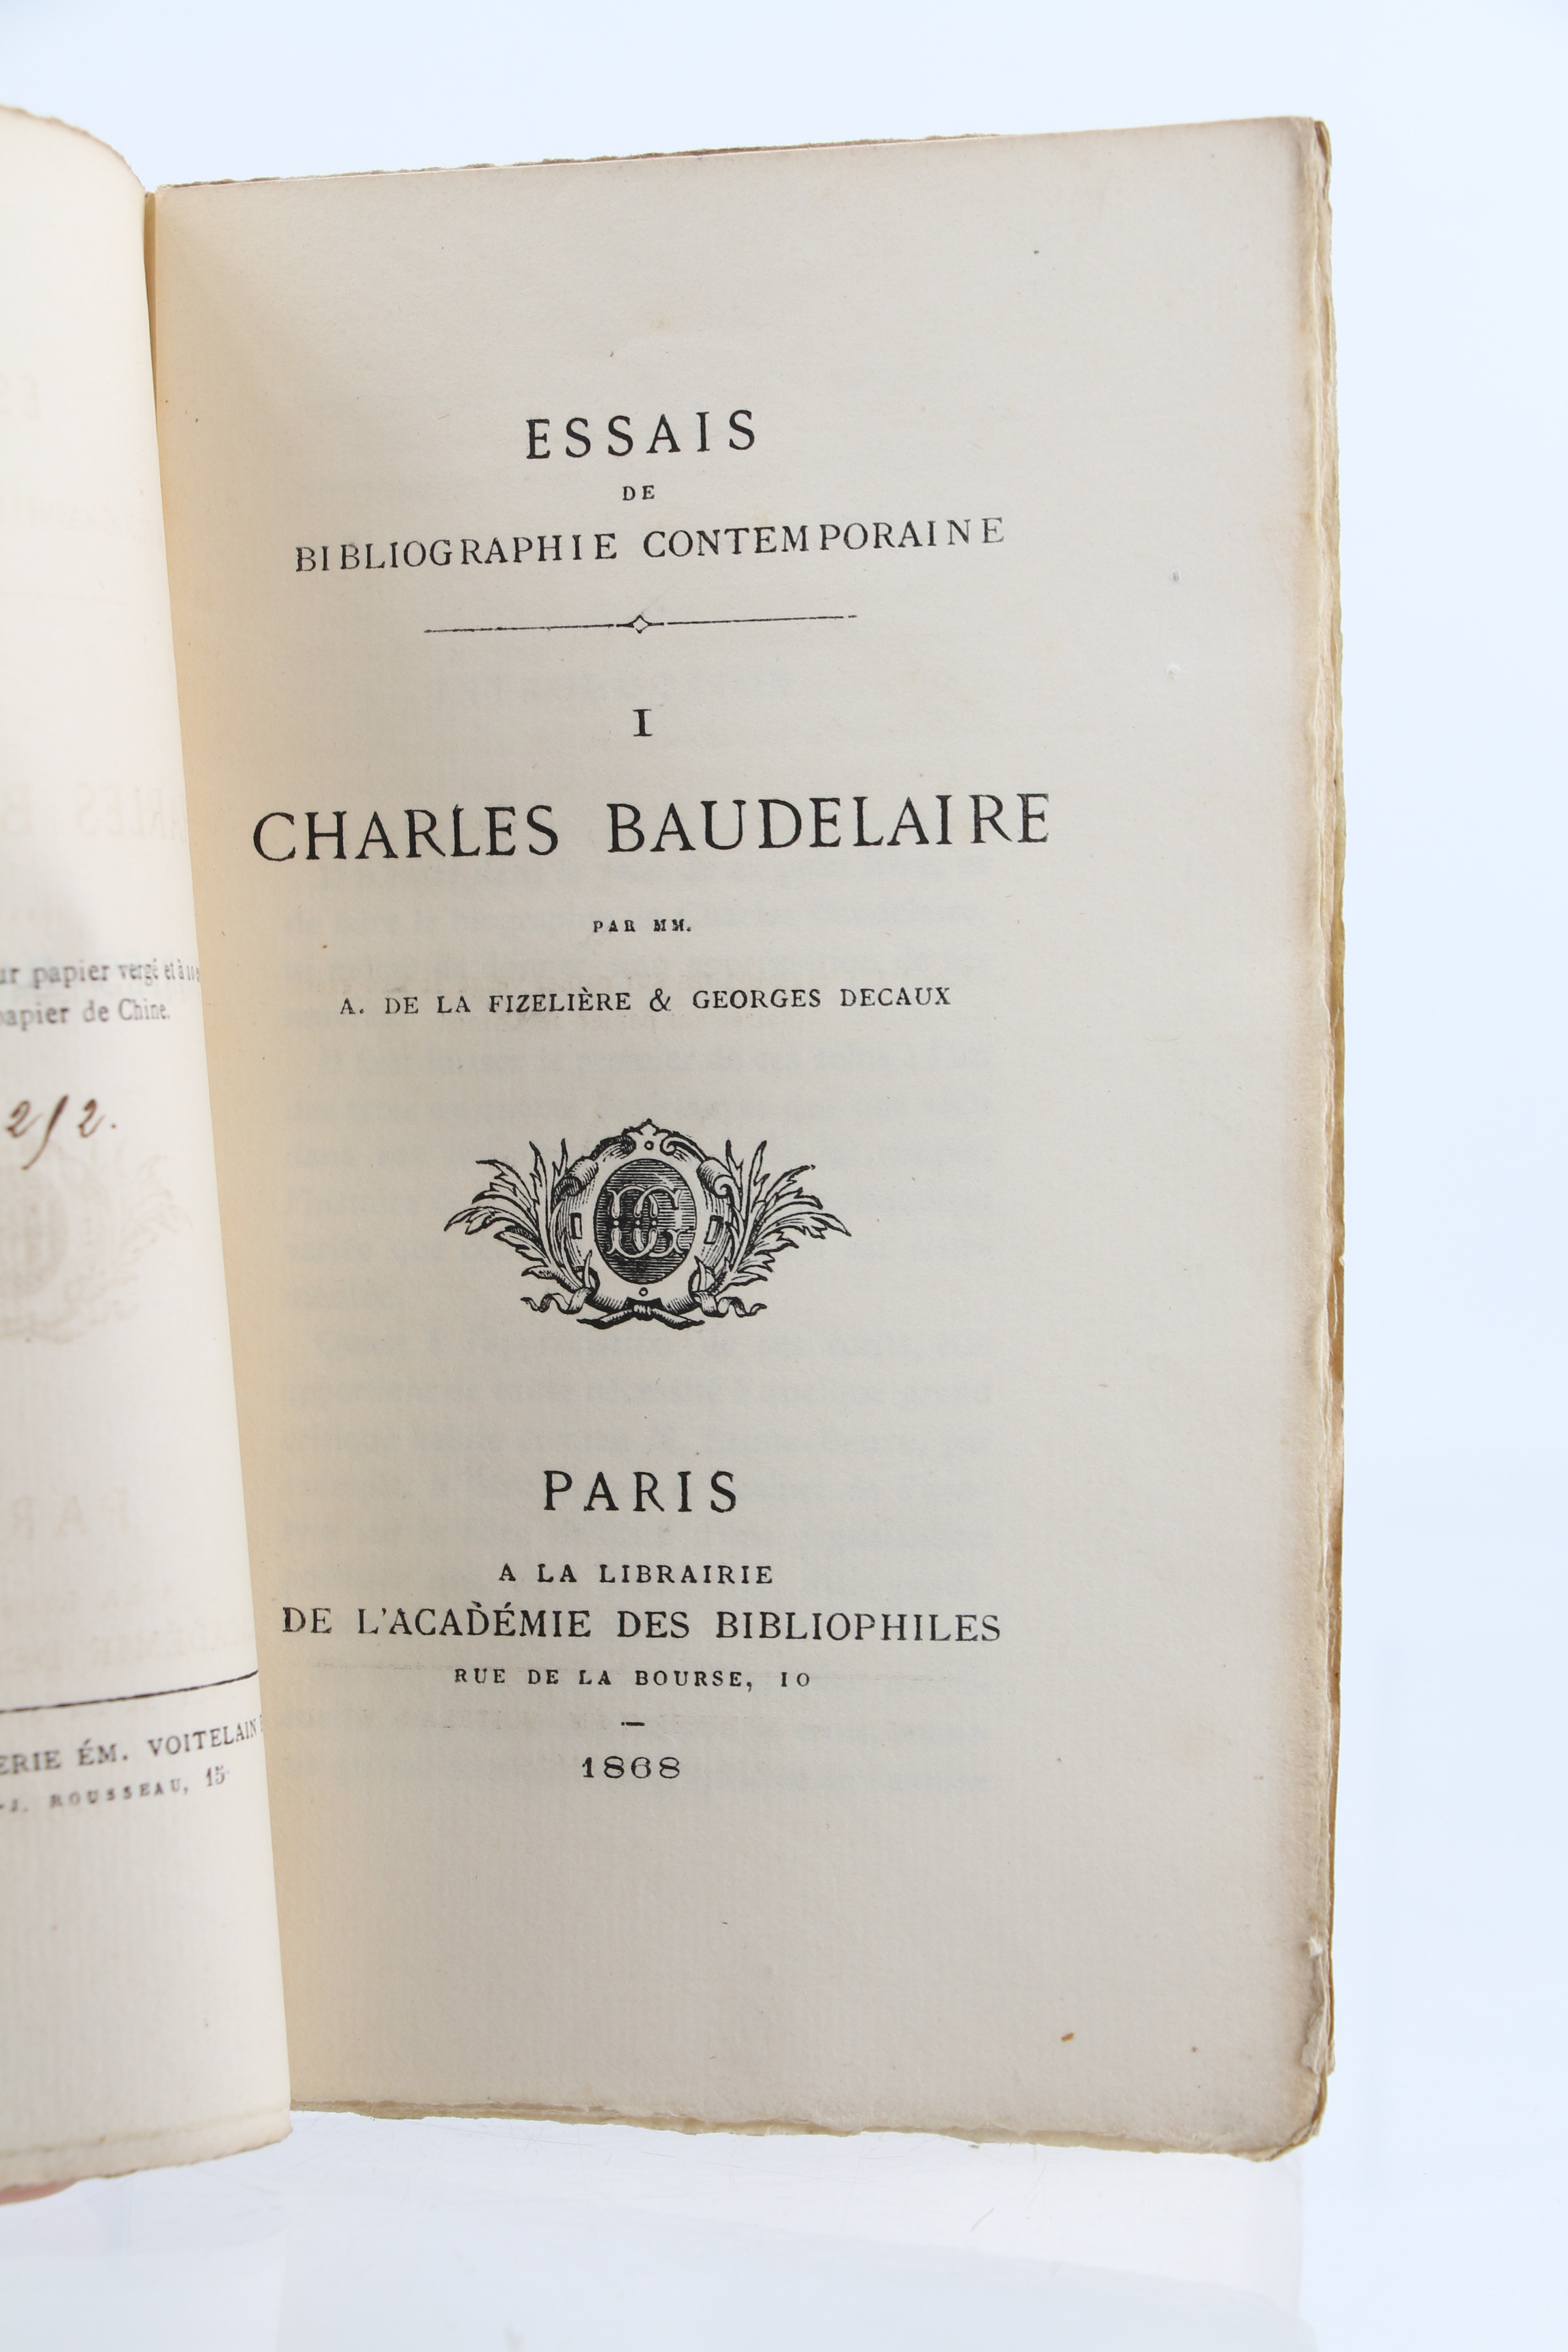 papier vergé et à
papier de Chine.
ÉM. VOITELAIN
ROUSSEAU, 15
ESSAIS
DE
BIBLIOGRAPHIE CONTEMPORAINE
I
CHARLES BAUDELAIRE
PAR MM.
A. DE LA FIZELIÈRE & GEORGES DECAUX
PARIS
A LA LIBRAIRIE
DE L'ACADÉMIE DES BIBLIOPHILES
RUE DE LA BOURSE, 10
—
1868